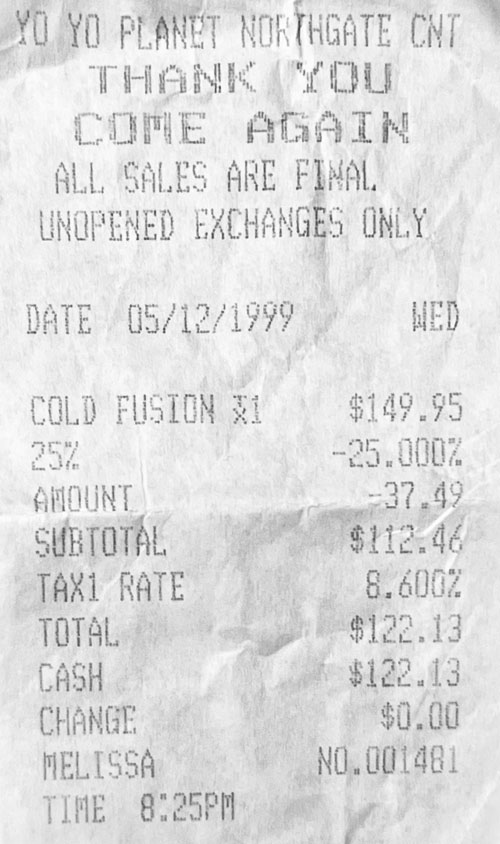 YO YO PLANET NORTHGATE CNT
THANK YOU
COME AGAIN
ALL SALES ARE FINAL
UNOPENED EXCHANGES ONLY
DATE 05/12/1999 WED
COLD FUSION X1 $149.95
25% -25.000%
AMOUNT -37.49
SUBTOTAL $112.46
TAX1 RATE 8.600%
TOTAL $122.13
CASH $122.13
CHANGE $0.00
MELISSA NO.001481
TIME 8:25PM